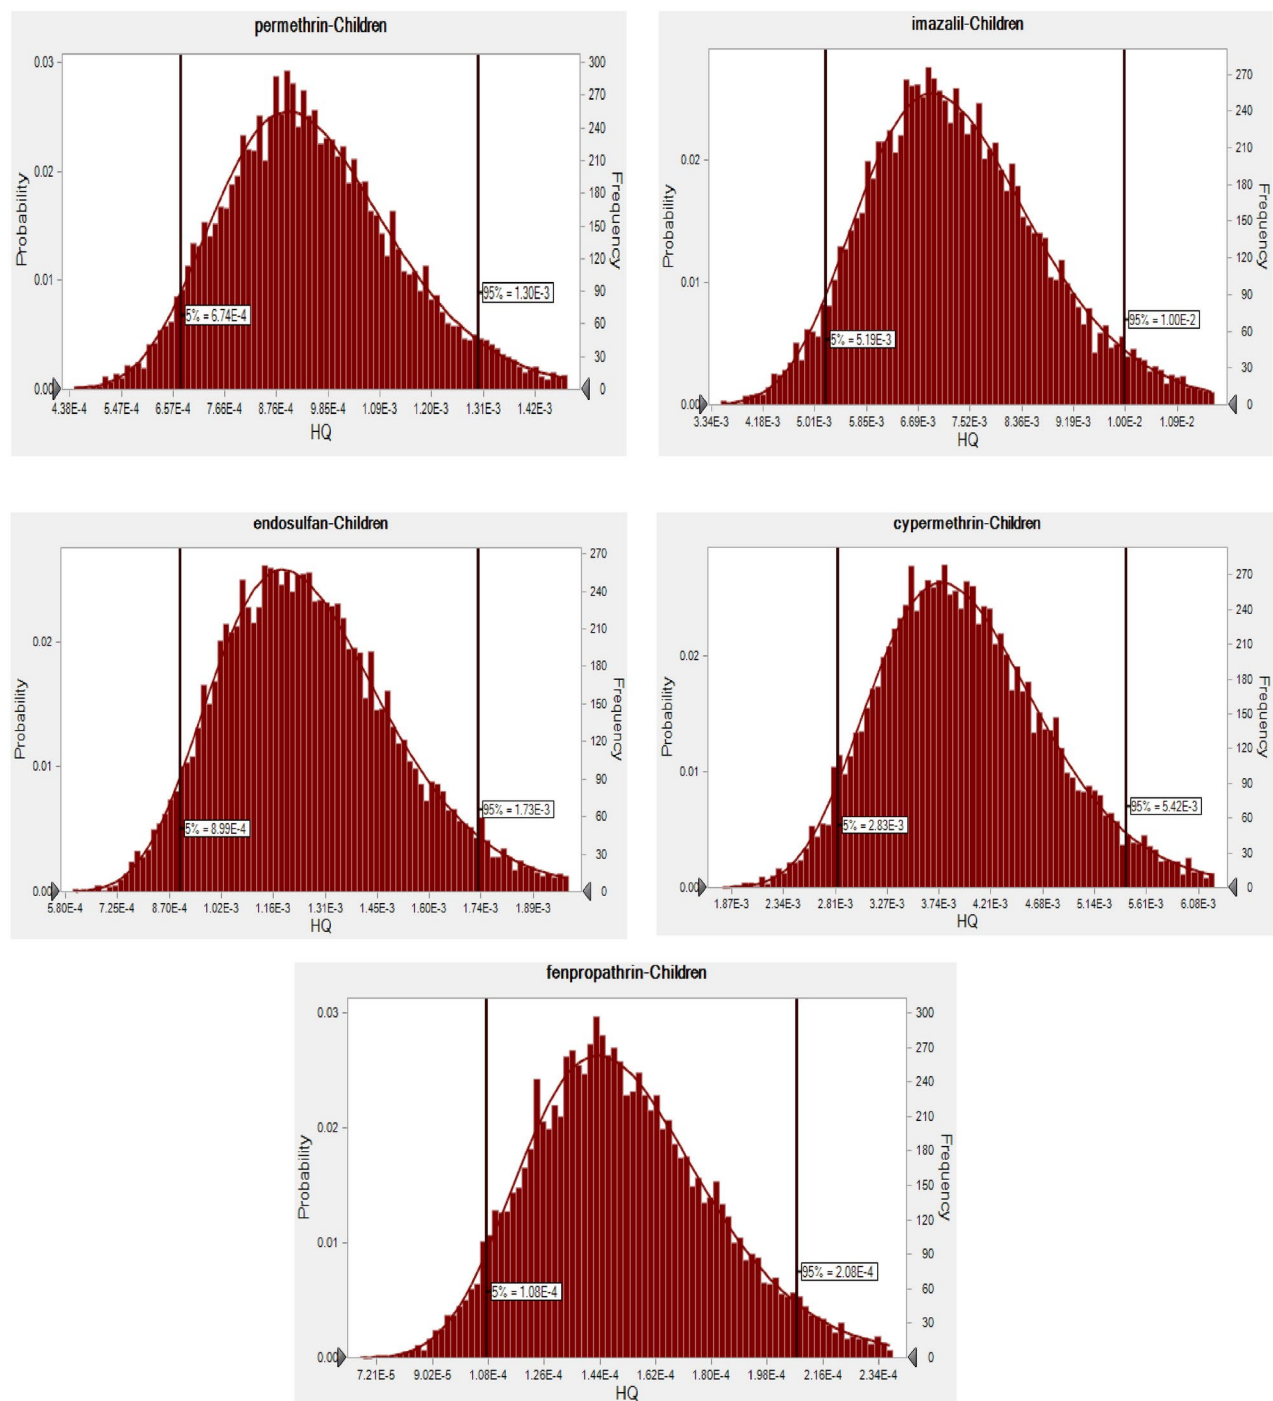 permethrin-Children
0.03
0.02
0.01
0.00
Probability
300
270
240
210
180
150
120
90
60
30
0
Frequency
5% = 6.74E-4
95% = 1.30E-3
4.38E-4 5.47E-4 6.57E-4 7.66E-4 8.76E-4 9.85E-4 1.09E-3 1.20E-3 1.31E-3 1.42E-3
HQ
imazalil-Children
0.02
0.01
0.00
Probability
270
240
210
180
150
120
90
60
30
0
Frequency
5% = 5.19E-3
95% = 1.00E-2
3.34E-3 4.18E-3 5.01E-3 5.85E-3 6.69E-3 7.52E-3 8.36E-3 9.19E-3 1.00E-2 1.09E-2
HQ
endosulfan-Children
0.02
0.01
0.00
Probability
270
240
210
180
150
120
90
60
30
0
Frequency
5% = 8.99E-4
95% = 1.73E-3
5.80E-4 7.25E-4 8.70E-4 1.02E-3 1.16E-3 1.31E-3 1.45E-3 1.60E-3 1.74E-3 1.89E-3
HQ
cypermethrin-Children
0.02
0.01
0.00
Probability
270
240
210
180
150
120
90
60
30
0
Frequency
5% = 2.83E-3
95% = 5.42E-3
1.87E-3 2.34E-3 2.81E-3 3.27E-3 3.74E-3 4.21E-3 4.68E-3 5.14E-3 5.61E-3 6.08E-3
HQ
fenpropathrin-Children
0.03
0.02
0.01
0.00
Probability
300
270
240
210
180
150
120
90
60
30
0
Frequency
5% = 1.08E-4
95% = 2.08E-4
7.21E-5 9.02E-5 1.08E-4 1.26E-4 1.44E-4 1.62E-4 1.80E-4 1.98E-4 2.16E-4 2.34E-4
HQ